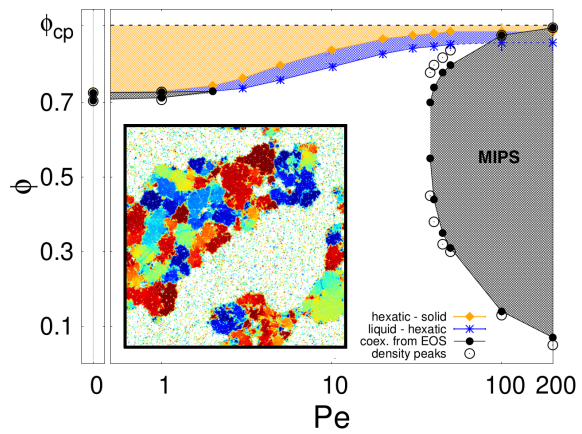 ϕcp
0.7
0.5
0.3
0.1
ϕ
MIPS
hexatic - solid
liquid - hexatic
coex. from EOS
density peaks
0 1 10 100 200
Pe